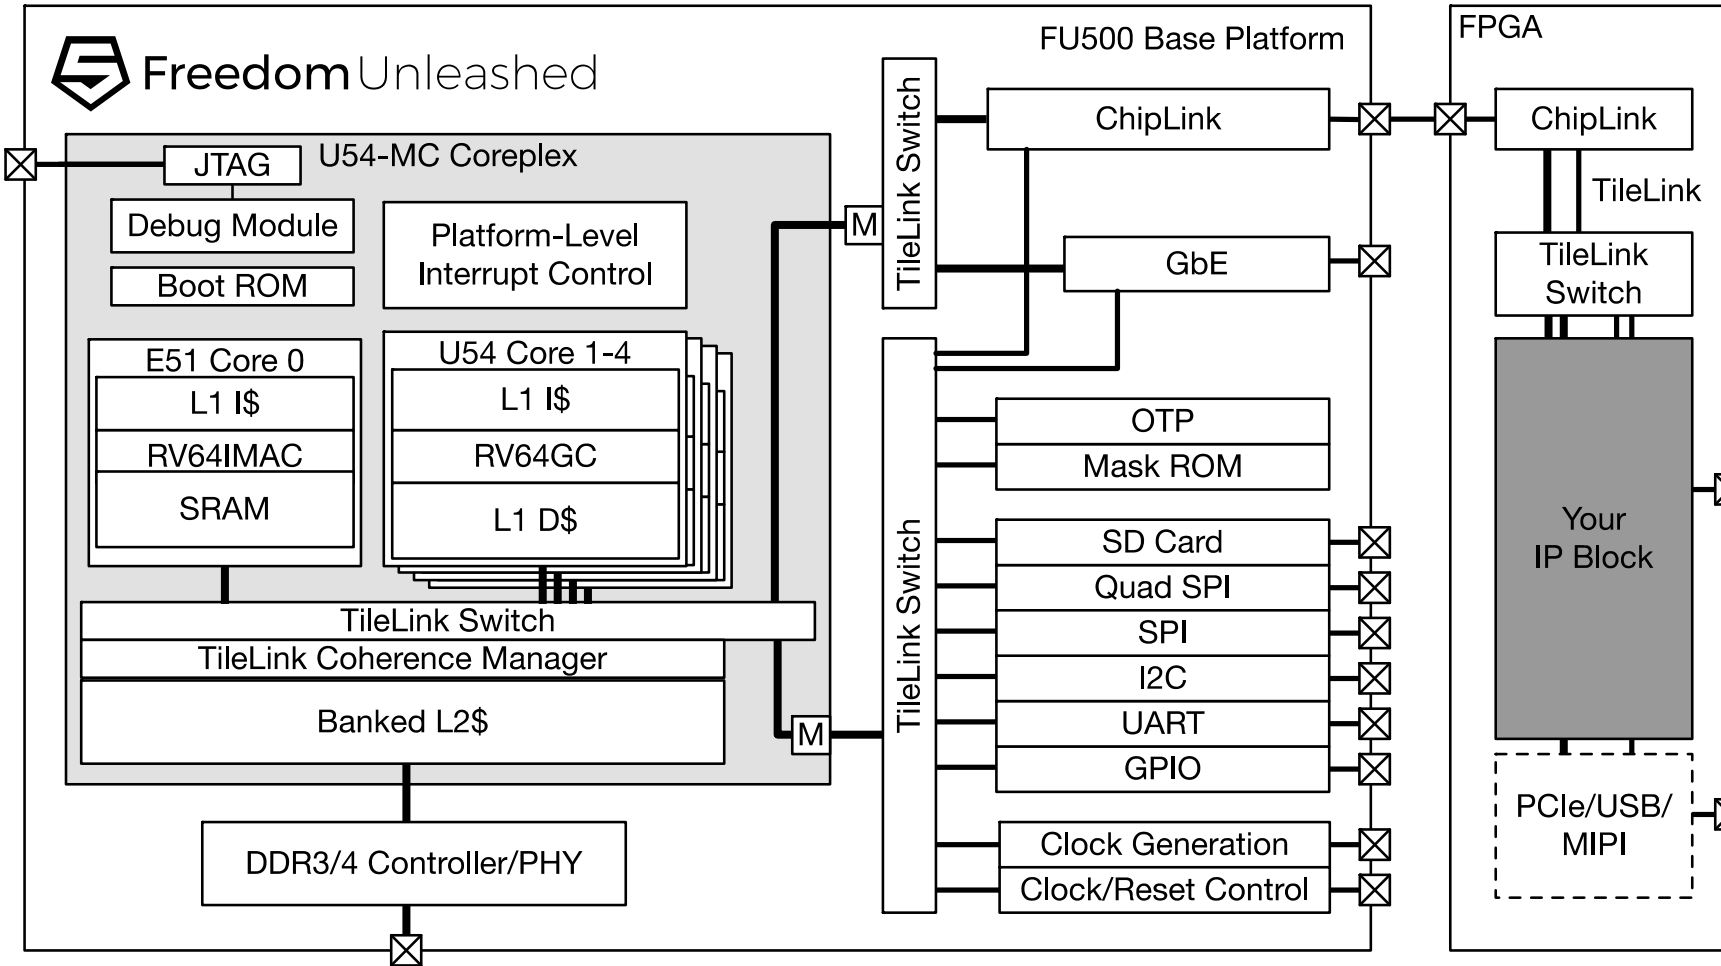 FU500 Base Platform
Freedom Unleashed
U54-MC Coreplex
JTAG
Debug Module
Boot ROM
Platform-Level
Interrupt Control
E51 Core 0
L1 I$
RV64IMAC
SRAM
U54 Core 1-4
L1 I$
RV64GC
L1 D$
TileLink Switch
TileLink Coherence Manager
Banked L2$
DDR3/4 Controller/PHY
M
M
TileLink Switch
TileLink Switch
ChipLink
GbE
OTP
Mask ROM
SD Card
Quad SPI
SPI
I2C
UART
GPIO
Clock Generation
Clock/Reset Control
FPGA
ChipLink
TileLink
TileLink
Switch
Your
IP Block
PCIe/USB/
MIPI